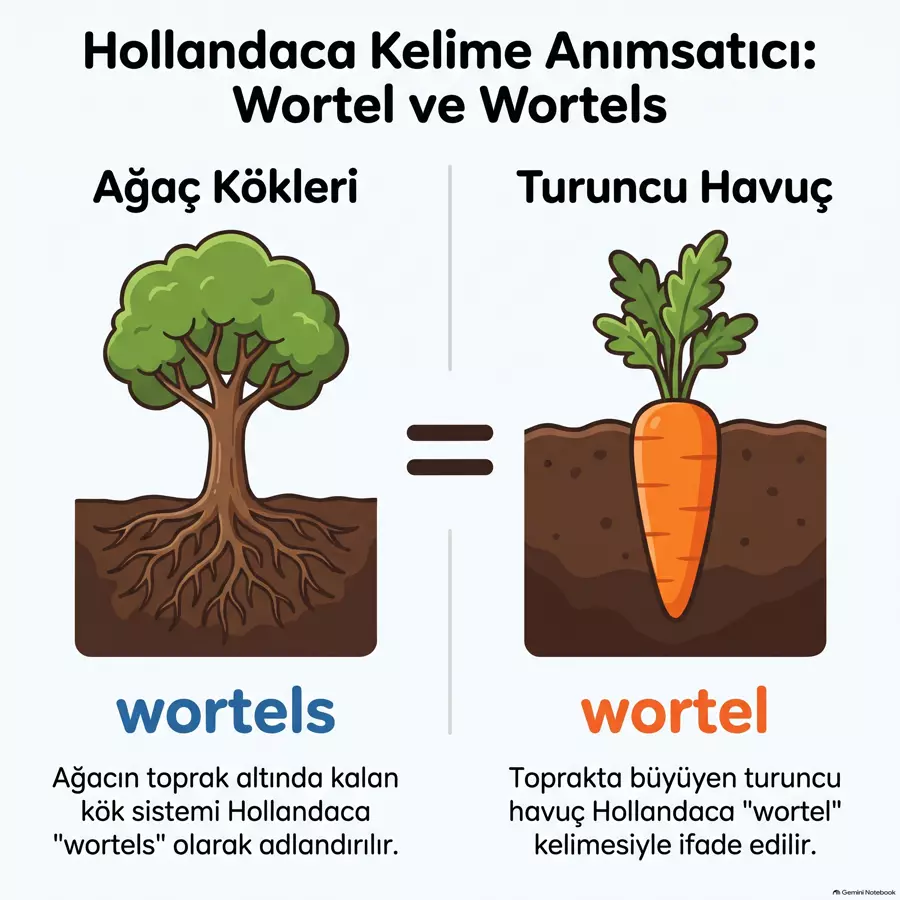 Hollandaca Kelime Anımsatıcı:
Wortel ve Wortels
Ağaç Kökleri
wortels
Ağacın toprak altında kalan
kök sistemi Hollandaca
"wortels" olarak adlandırılır.
Turuncu Havuç
wortel
Toprakta büyüyen turuncu
havuç Hollandaca "wortel"
kelimesiyle ifade edilir.
Gemini Notebook